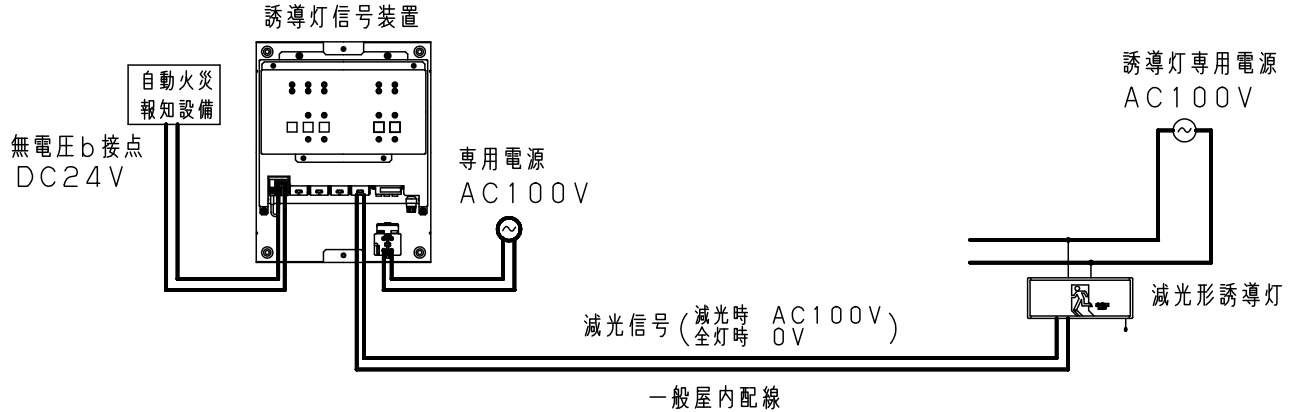 誘導灯信号装置
自動火災
報知設備
無電圧b接点
DC24V
専用電源
AC100V
誘導灯専用電源
AC100V
減光形誘導灯
減光信号(減光時 AC100V
全灯時 0V)
一般屋内配線